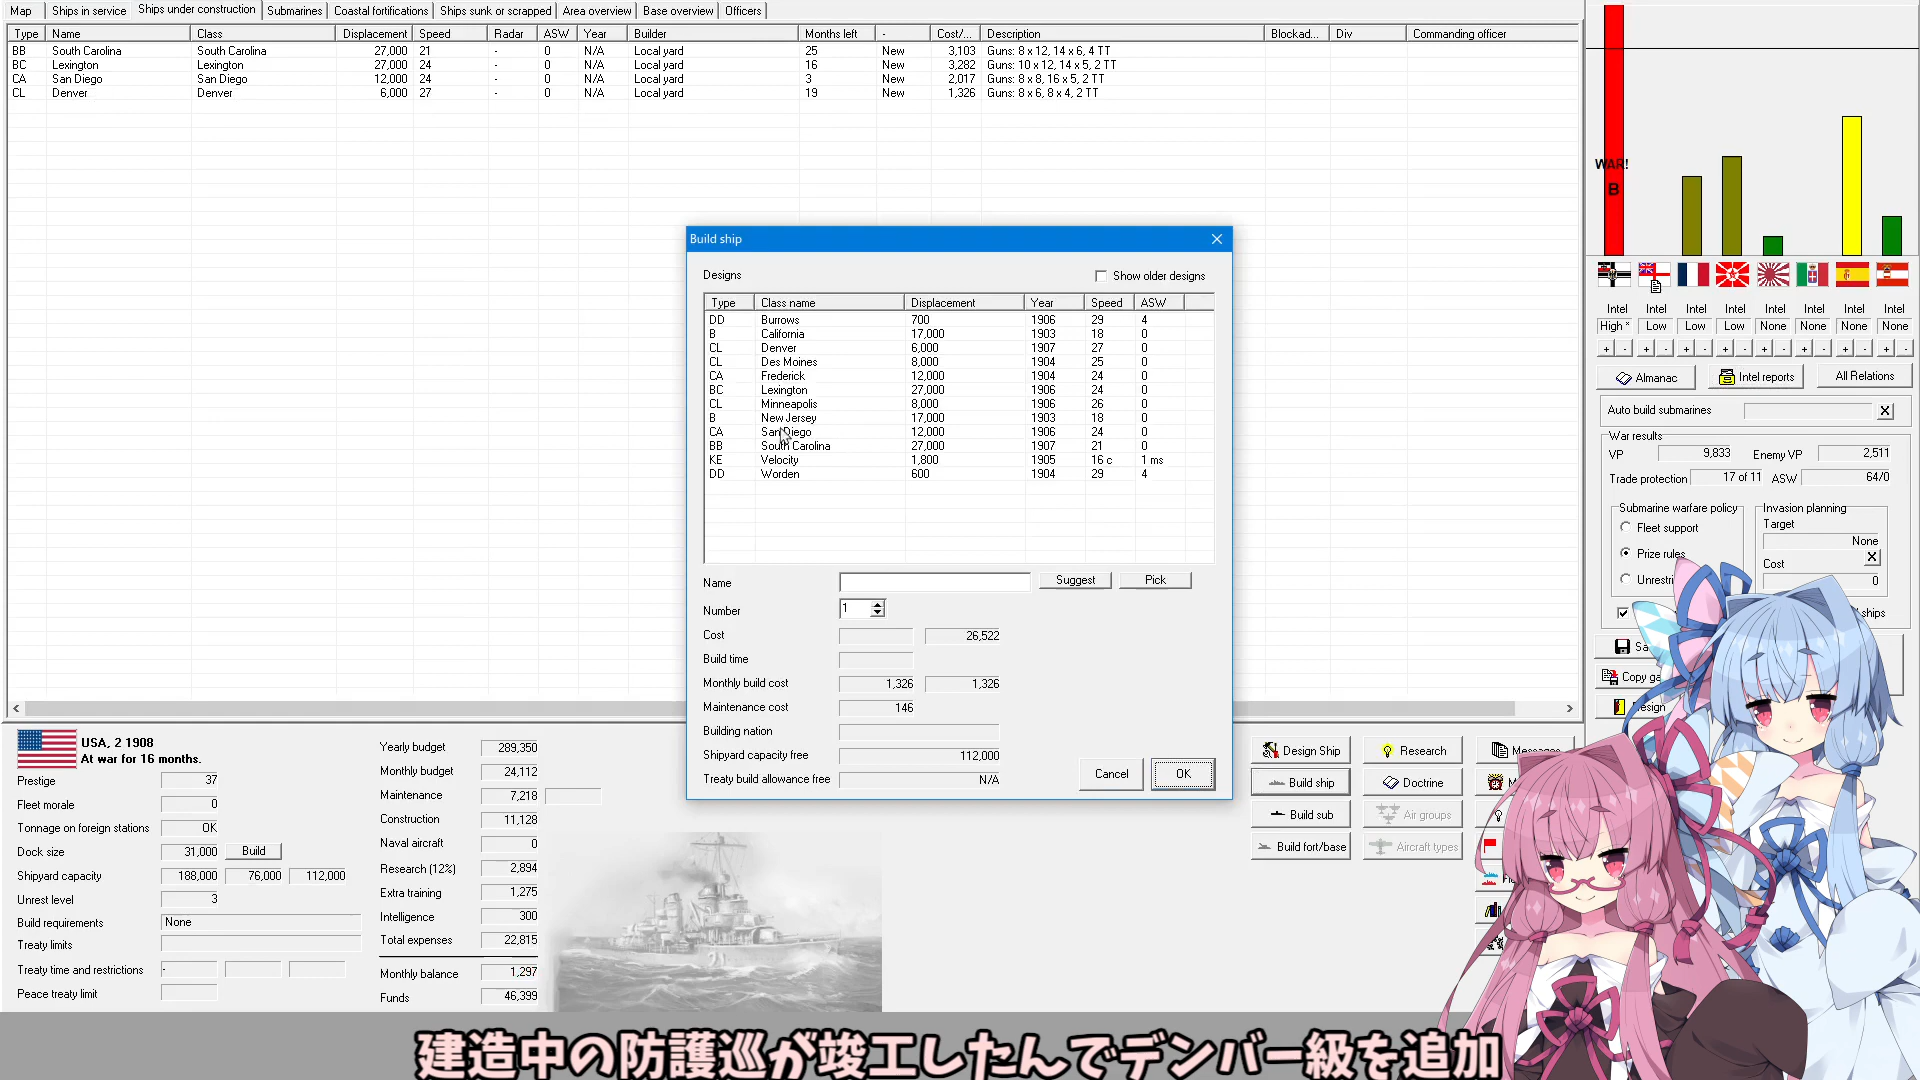 Map Ships in service Ships under construction Submarines Coastal fortifications Ships sunk or scrapped Area overview Base overview Officers
Type Name Class Displacement Speed Radar ASW Year Builder Months left - Cost/... Description Blockad... Div Commanding officer
BB South Carolina South Carolina 27,000 21 - 0 N/A Local yard 25 New 3,103 Guns: 8 x 12, 14 x 6, 4 TT
BC Lexington Lexington 27,000 24 - 0 N/A Local yard 16 New 3,282 Guns: 10 x 12, 14 x 5, 2 TT
CA San Diego San Diego 12,000 24 - 0 N/A Local yard 3 New 2,017 Guns: 8 x 8, 16 x 5, 2 TT
CL Denver Denver 6,000 27 - 0 N/A Local yard 19 New 1,326 Guns: 8 x 6, 8 x 4, 2 TT
WAR!
B
Intel Intel Intel Intel Intel Intel Intel Intel
High * Low Low Low None None None None
+ - + - + - + - + - + - + - + -
Almanac Intel reports All Relations
Auto build submarines X
War results
VP 9,833 Enemy VP 2,511
Trade protection 17 of 11 ASW 64/0
Submarine warfare policy Invasion planning
Fleet support Target
None
Prize rules Cost X
Unrestri 0
ships
Sa
Copy ga
Design
Build ship
Designs Show older designs
Type Class name Displacement Year Speed ASW
DD Burrows 700 1906 29 4
B California 17,000 1903 18 0
CL Denver 6,000 1907 27 0
CL Des Moines 8,000 1904 25 0
CA Frederick 12,000 1904 24 0
BC Lexington 27,000 1906 24 0
CL Minneapolis 8,000 1906 26 0
B New Jersey 17,000 1903 18 0
CA San Diego 12,000 1906 24 0
BB South Carolina 27,000 1907 21 0
KE Velocity 1,800 1905 16 c 1 ms
DD Worden 600 1904 29 4
Name Suggest Pick
Number 1
Cost 26,522
Build time
Monthly build cost 1,326 1,326
Maintenance cost 146
Building nation
Shipyard capacity free 112,000
Treaty build allowance free N/A
Cancel OK
USA, 2 1908
At war for 16 months.
Prestige 37
Fleet morale 0
Tonnage on foreign stations OK
Dock size 31,000 Build
Shipyard capacity 188,000 76,000 112,000
Unrest level 3
Build requirements None
Treaty limits
Treaty time and restrictions -
Peace treaty limit
Yearly budget 289,350
Monthly budget 24,112
Maintenance 7,218
Construction 11,128
Naval aircraft 0
Research (12%) 2,894
Extra training 1,275
Intelligence 300
Total expenses 22,815
Monthly balance 1,297
Funds 46,399
Design Ship Research
Build ship Doctrine
Build sub Air groups
Build fort/base Aircraft types
建造中の防護巡が竣工したんでデンバー級を追加